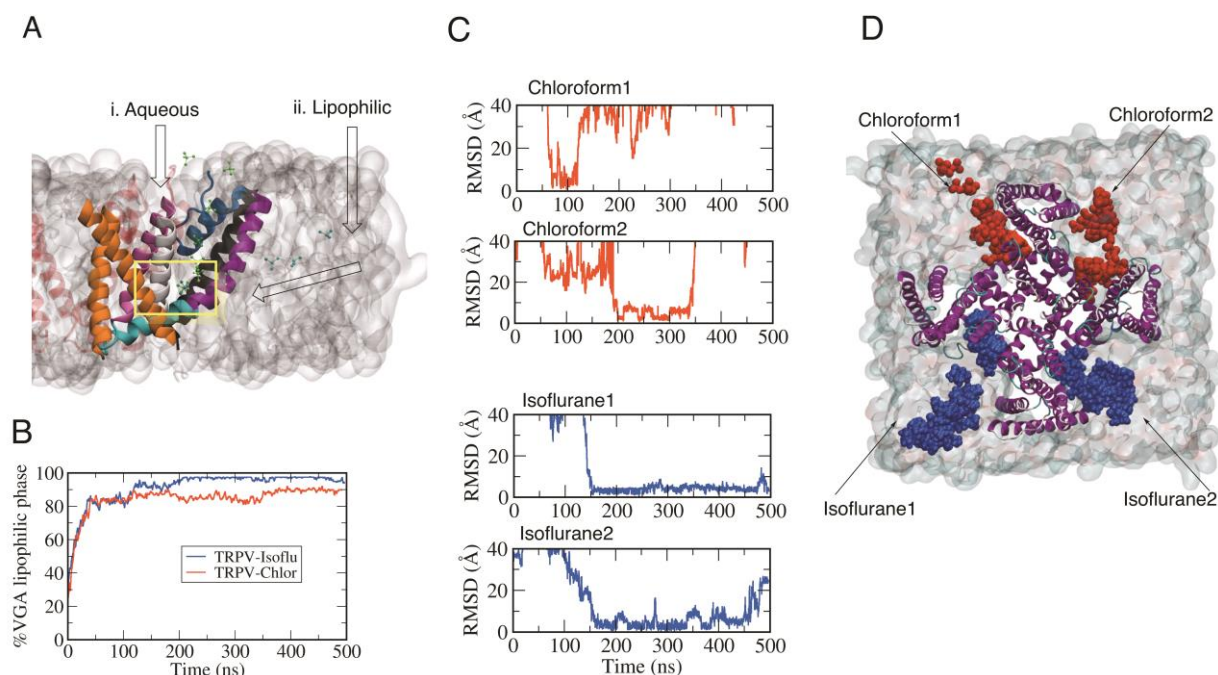 A
i. Aqueous
ii. Lipophilic
B
%VGA lipophilic phase
100
80
60
40
20
0
TRPV-Isoflu
TRPV-Chlor
0 100 200 300 400 500
Time (ns)
C
Chloroform1
RMSD (Å)
40
20
0
0 100 200 300 400 500
Chloroform2
RMSD (Å)
40
20
0
0 100 200 300 400 500
Isoflurane1
RMSD (Å)
40
20
0
0 100 200 300 400 500
Isoflurane2
RMSD (Å)
40
20
0
0 100 200 300 400 500
Time (ns)
D
Chloroform1
Chloroform2
Isoflurane1
Isoflurane2